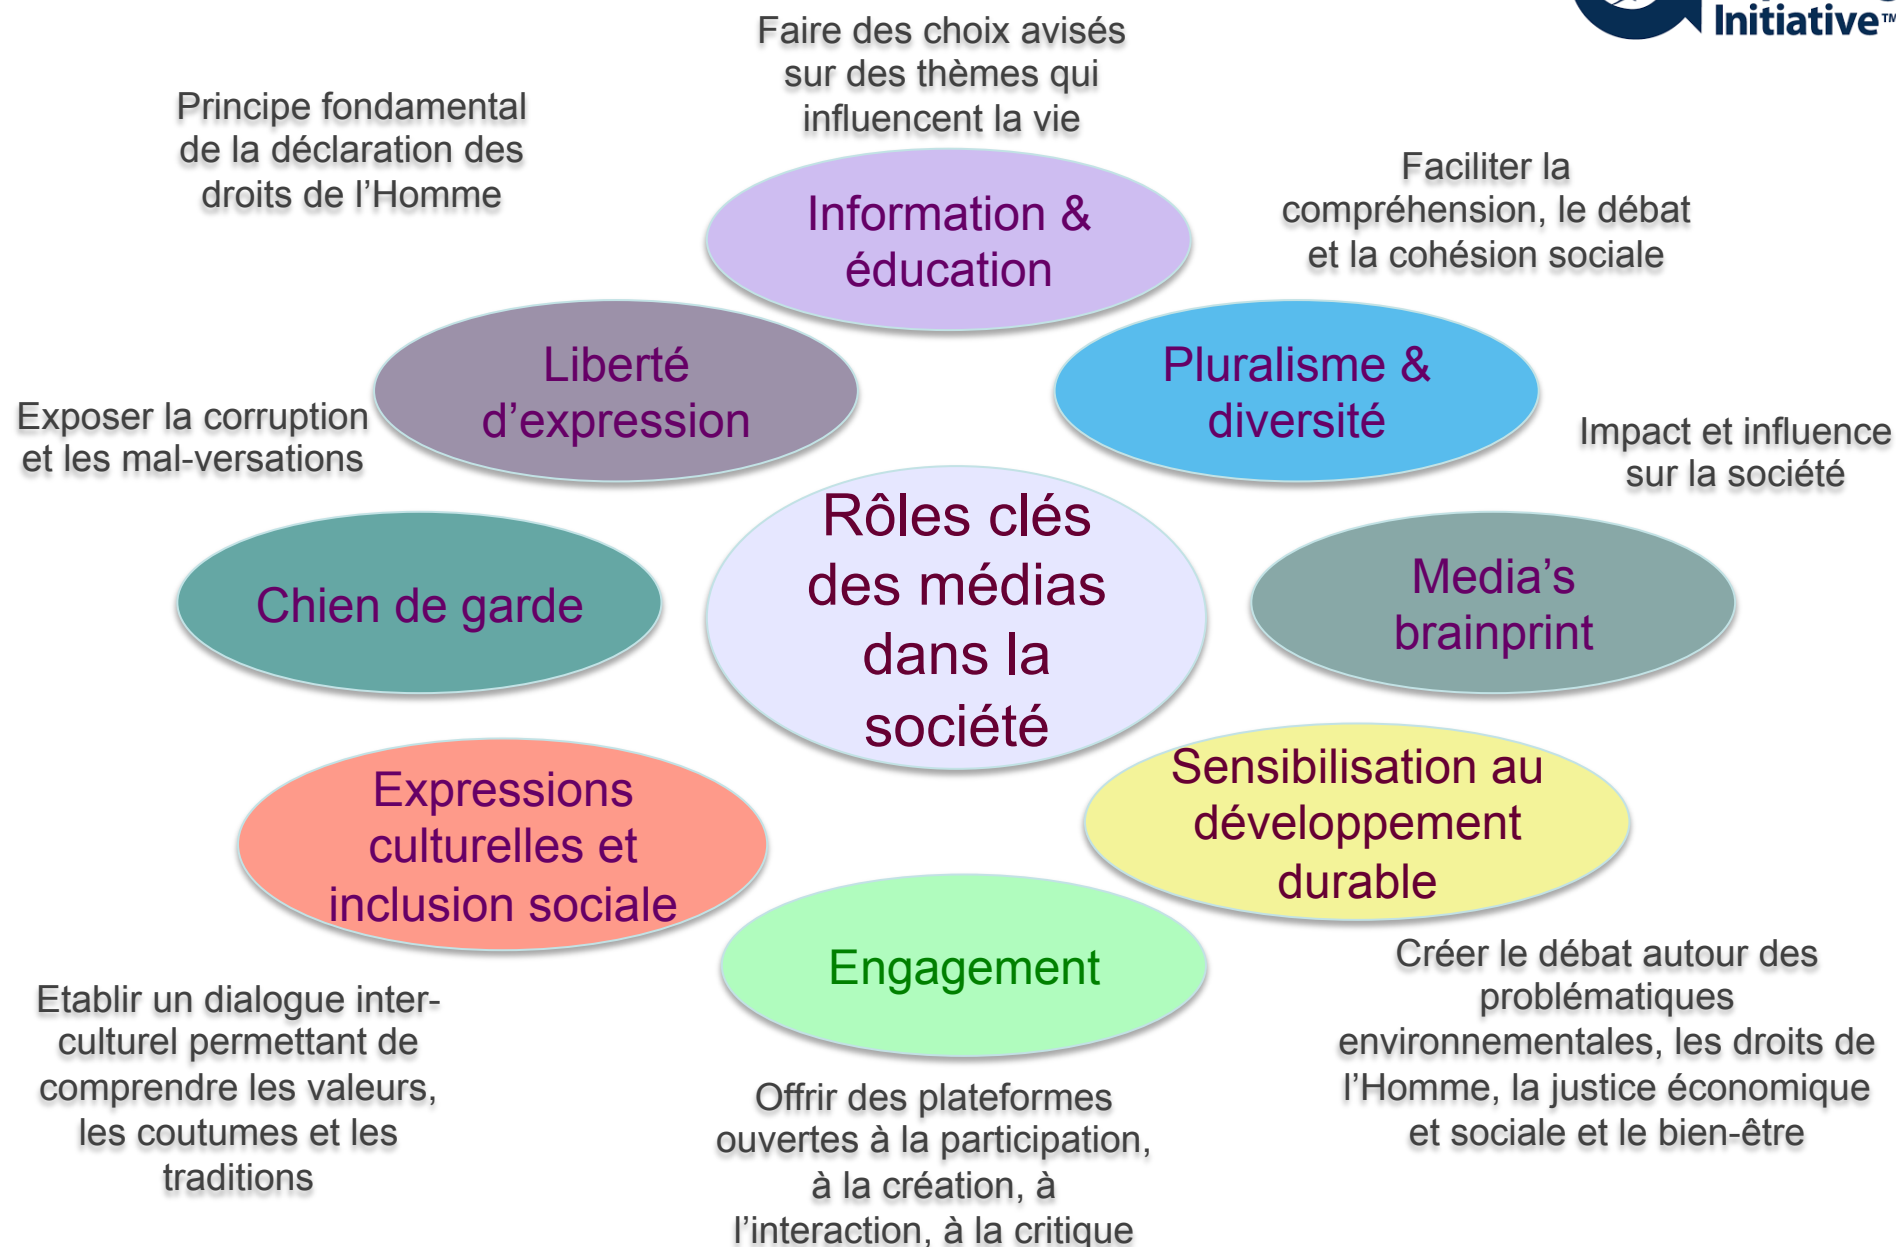 Initiative™
Faire des choix avisés
sur des thèmes qui
influencent la vie
Principe fondamental
de la déclaration des
droits de l’Homme
Information &
éducation
Faciliter la
compréhension, le débat
et la cohésion sociale
Liberté
d’expression
Pluralisme &
diversité
Exposer la corruption
et les mal-versations
Impact et influence
sur la société
Rôles clés
des médias
dans la
société
Chien de garde
Media’s
brainprint
Expressions
culturelles et
inclusion sociale
Sensibilisation au
développement
durable
Engagement
Etablir un dialogue inter-
culturel permettant de
comprendre les valeurs,
les coutumes et les
traditions
Offrir des plateformes
ouvertes à la participation,
à la création, à
l’interaction, à la critique
Créer le débat autour des
problématiques
environnementales, les droits de
l’Homme, la justice économique
et sociale et le bien-être